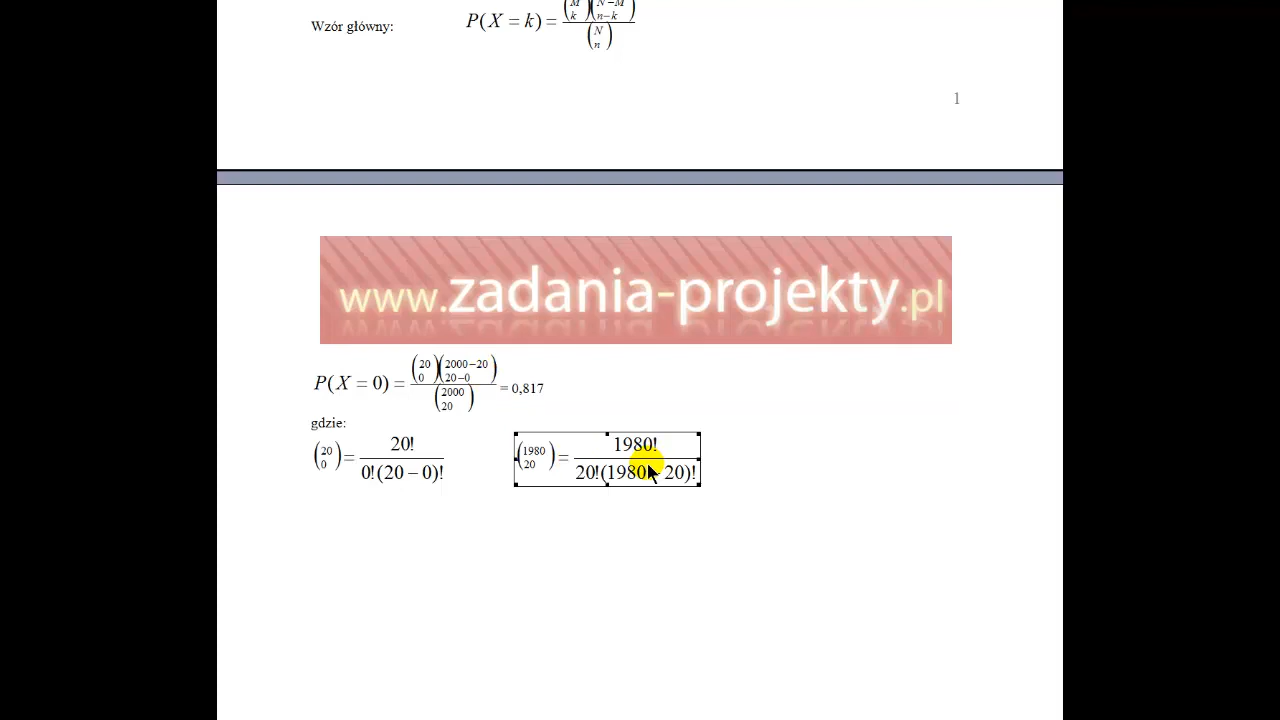 Wzór główny: P(X = k) = (M k)(N−M n−k) / (N n)
1
www.zadania-projekty.pl
P(X = 0) = (20 0)(2000−20 20−0) / (2000 20) = 0,817
gdzie:
(20 0) = 20! / 0!(20 − 0)! (1980 20) = 1980! / 20!(1980 − 20)!